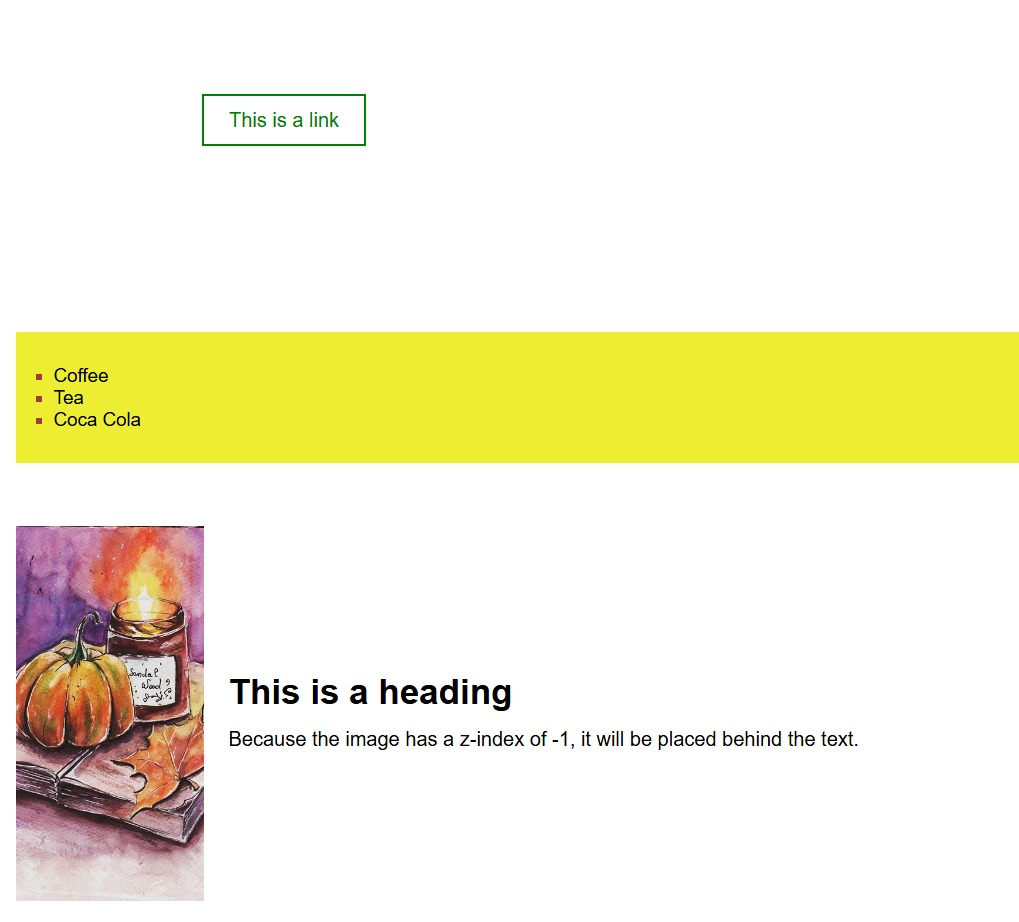 This is a link
Coffee
Tea
Coca Cola
Sandal
Wood
This is a heading
Because the image has a z-index of -1, it will be placed behind the text.